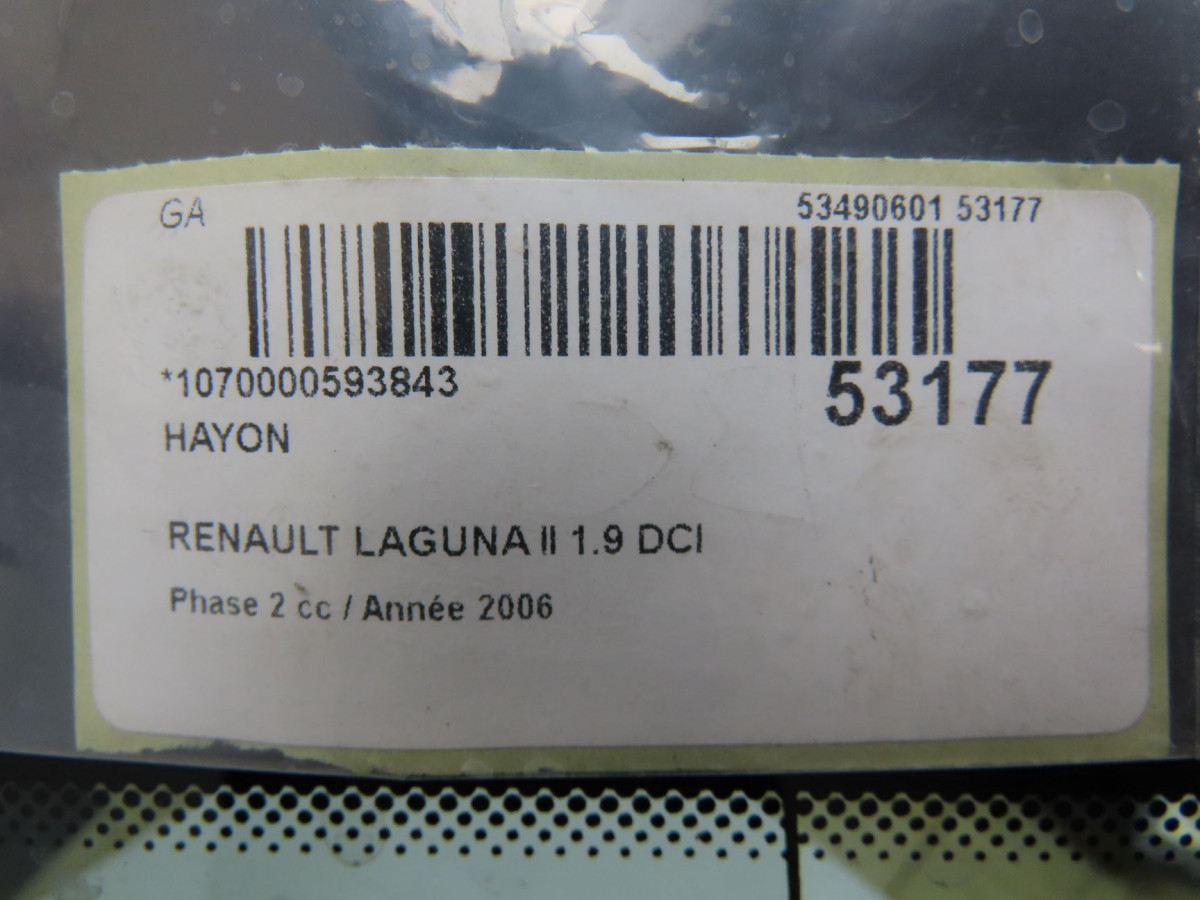 GA 53490601 53177
*1070000593843 53177
HAYON
RENAULT LAGUNA II 1.9 DCI
Phase 2 cc / Année 2006